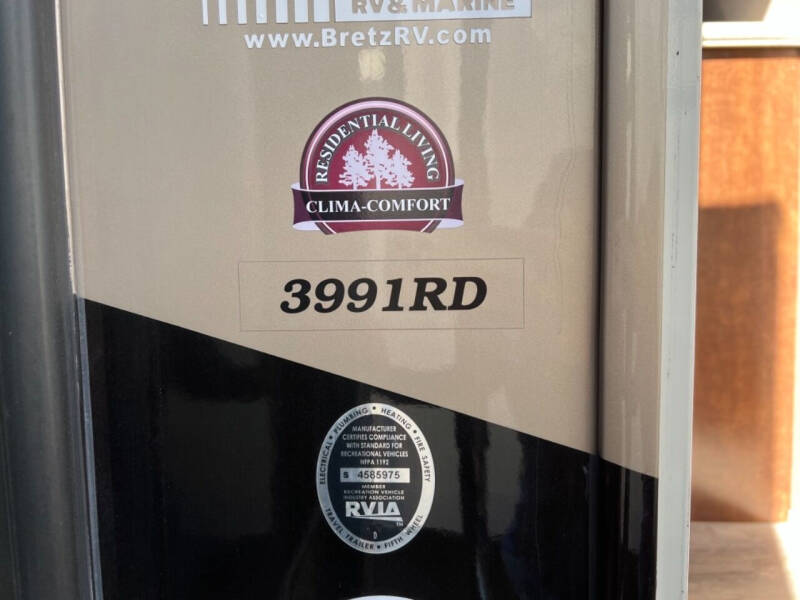 RV & MARINE
www.BretzRV.com
RESIDENTIAL LIVING
CLIMA-COMFORT
3991RD
ELECTRICAL • PLUMBING • HEATING • FIRE SAFETY
MANUFACTURER
CERTIFIES COMPLIANCE
WITH STANDARD FOR
RECREATIONAL VEHICLES
NFPA 1192
S 4585975
MEMBER
RECREATION VEHICLE
INDUSTRY ASSOCIATION
RVIA TM
D
TRAVEL TRAILER • FIFTH WHEEL